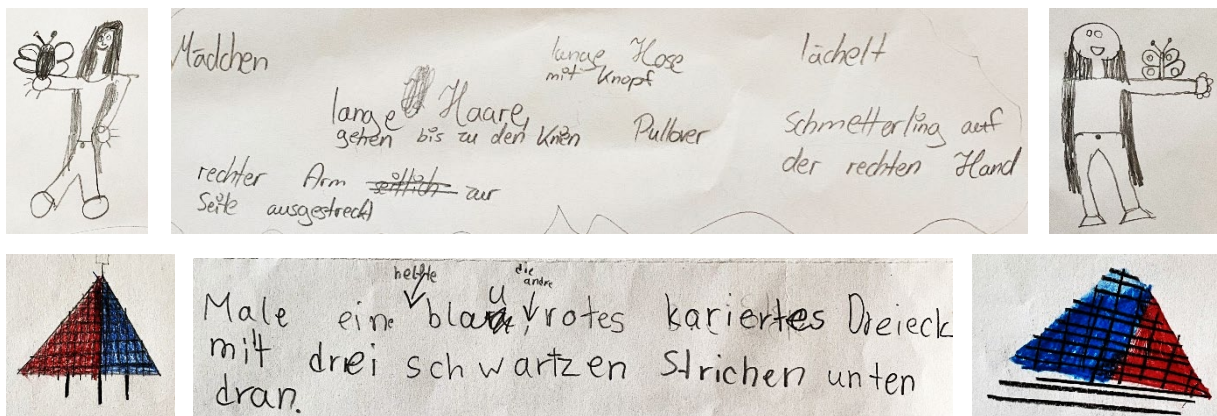 Mädchen
lange Hose
mit Knopf
lächelt
lange Haare,
gehen bis zu den Knien
Pullover
schmetterling auf
der rechten Hand
rechter Arm seitlich zur
Seite ausgestreckt
helfte
die
andre
Male eine blau, rotes kariertes Dreieck
mit drei schwartzen strichen unten
dran.